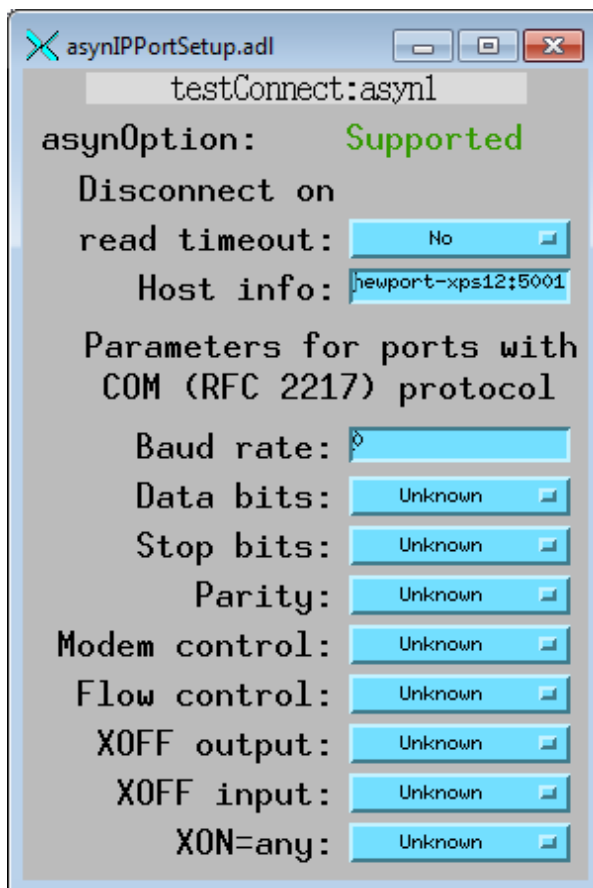 asynIPPortSetup.adl
testConnect:asyn1
asynOption: Supported
Disconnect on
read timeout: No
Host info: newport-xps12:5001
Parameters for ports with
COM (RFC 2217) protocol
Baud rate: 0
Data bits: Unknown
Stop bits: Unknown
Parity: Unknown
Modem control: Unknown
Flow control: Unknown
XOFF output: Unknown
XOFF input: Unknown
XON=any: Unknown